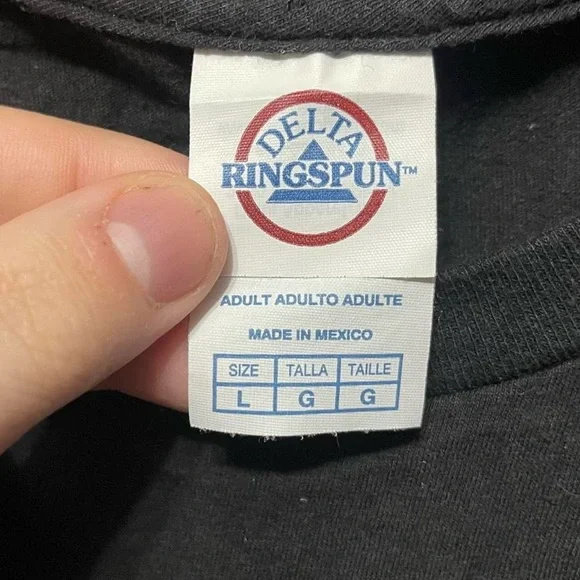 DELTA
RINGSPUN™
ADULT ADULTO ADULTE
MADE IN MEXICO
SIZE TALLA TAILLE
L G G